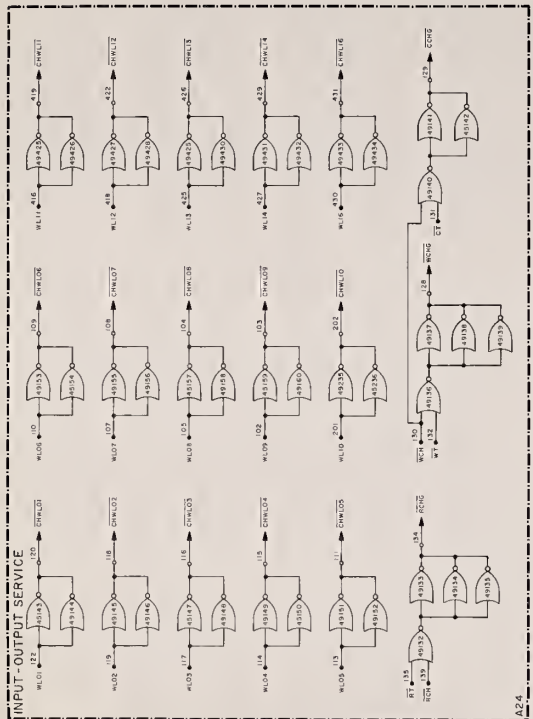 INPUT-OUTPUT SERVICE
WL01 122 49143 49144 120 CHWL01
WL02 119 49145 49146 118 CHWL02
WL03 117 49147 49148 116 CHWL03
WL04 114 49149 49150 115 CHWL04
WL05 113 49151 49152 111 CHWL05
RT 135 RCH 139 49132 49133 49134 49135 134 RCHG
WL06 110 49153 49154 109 CHWL06
WL07 107 49155 49156 108 CHWL07
WL08 105 49157 49158 104 CHWL08
WL09 102 49159 49160 103 CHWL09
WL10 201 49235 49236 202 CHWL10
WCH 130 WT 132 49136 49137 49138 49139 128 WCHG
WL11 416 49425 49426 419 CHWL11
WL12 418 49427 49428 422 CHWL12
WL13 425 49429 49430 426 CHWL13
WL14 427 49431 49432 429 CHWL14
WL16 430 49433 49434 431 CHWL16
CT 131 49140 49141 49142 129 CCHG
A24